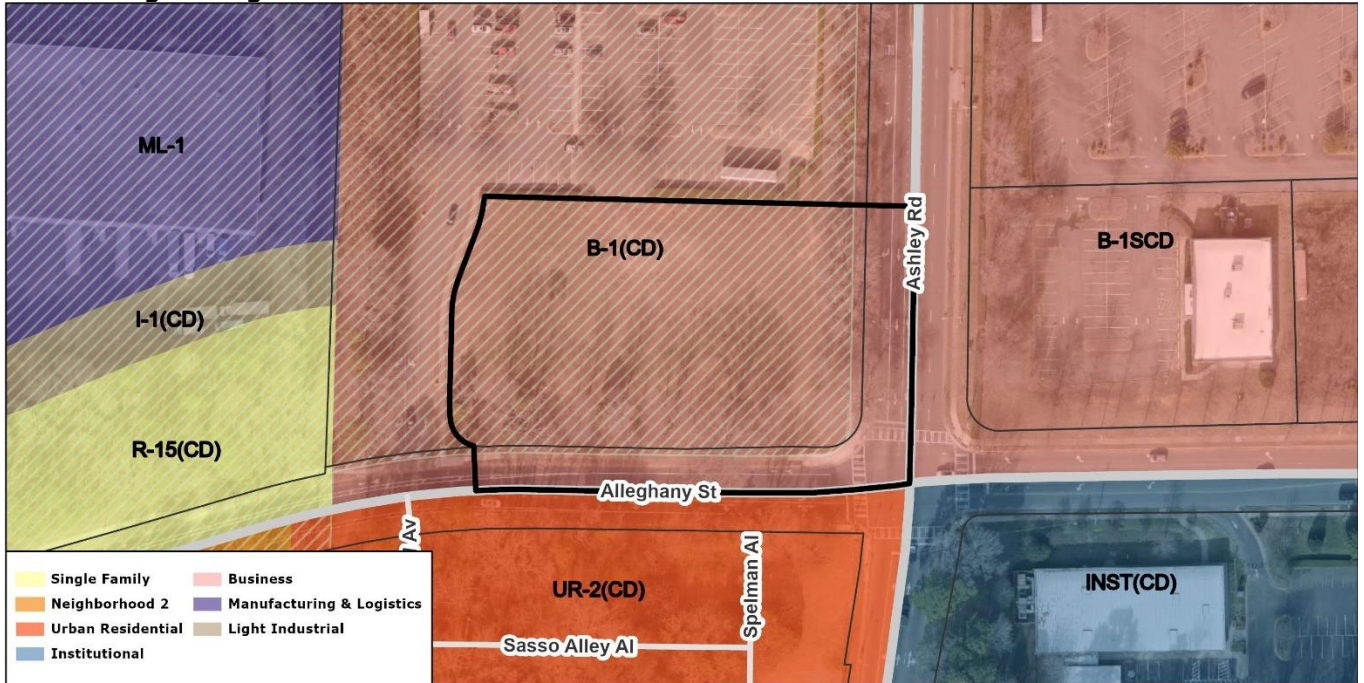 ML-1
B-1(CD)
Ashley Rd
B-1SCD
I-1(CD)
R-15(CD)
Alleghany St
Av
UR-2(CD)
Spelman Al
INST(CD)
Sasso Alley Al
Single Family
Neighborhood 2
Urban Residential
Institutional
Business
Manufacturing & Logistics
Light Industrial